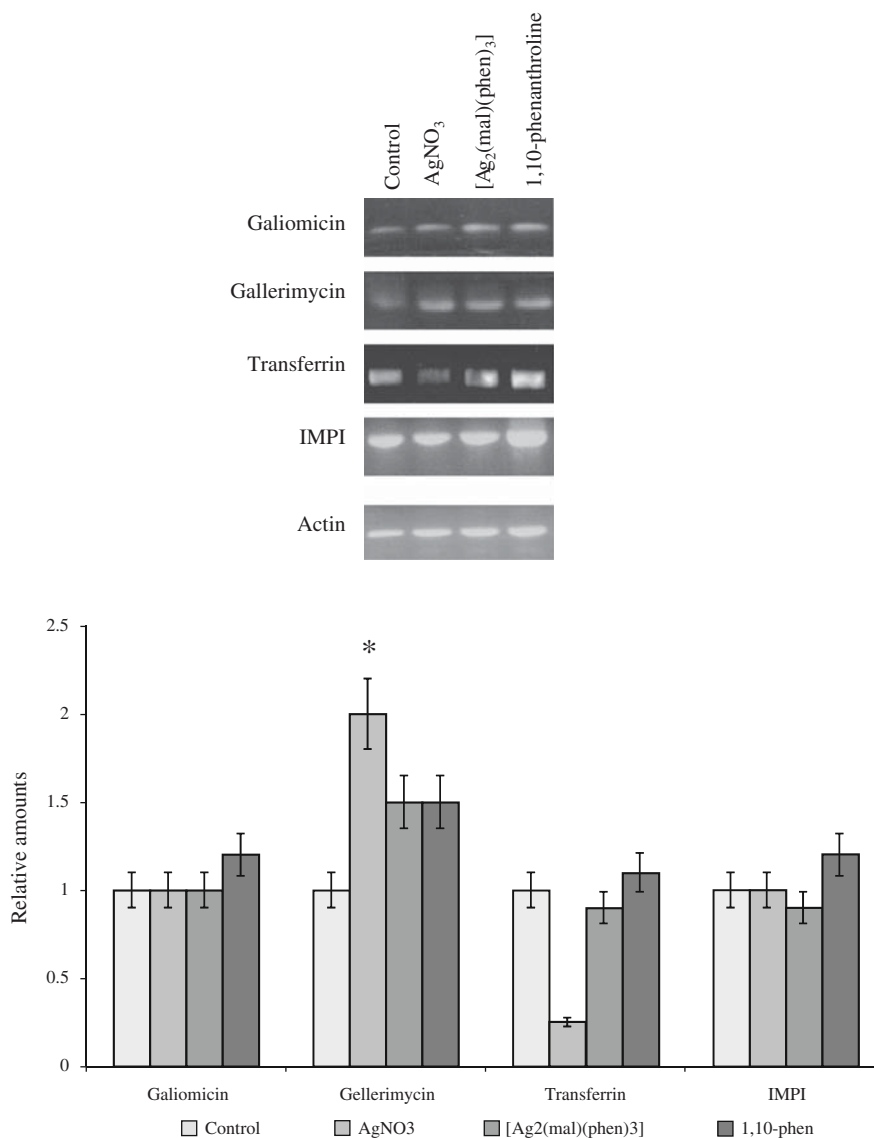 Control
AgNO3
[Ag2(mal)(phen)3]
1,10-phenanthroline
Galiomicin
Gallerimycin
Transferrin
IMPI
Actin
2.5
2
1.5
1
0.5
0
Relative amounts
*
Galiomicin Gellerimycin Transferrin IMPI
Control AgNO3 [Ag2(mal)(phen)3] 1,10-phen